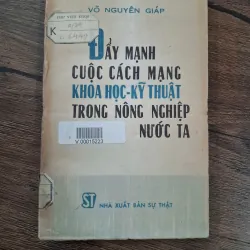 VÕ NGUYÊN GIÁP
K
ĐẨY MẠNH
CUỘC CÁCH MẠNG
KHOA HỌC-KỸ THUẬT
TRONG NÔNG NGHIỆP
NƯỚC TA
V.00015223
ST NHÀ XUẤT BẢN SỰ THẬT